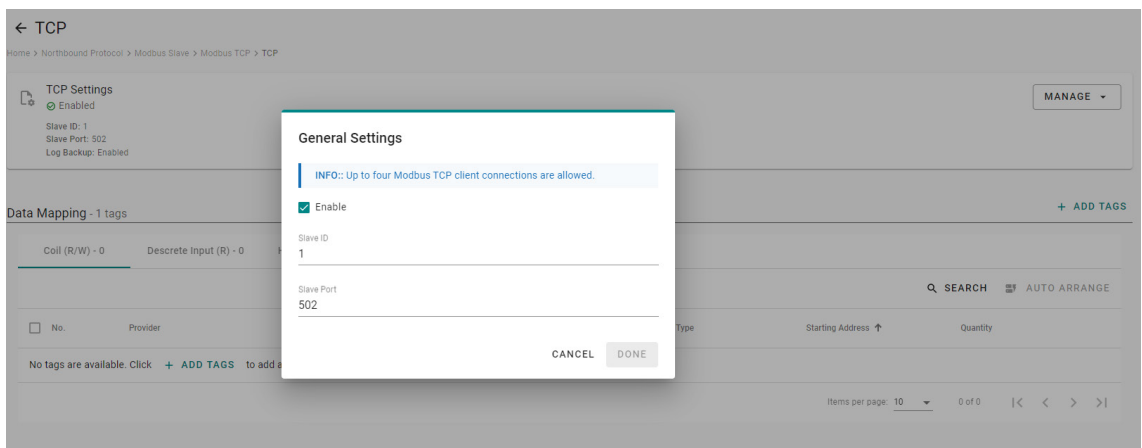 ← TCP
Home > Northbound Protocol > Modbus Slave > Modbus TCP > TCP
TCP Settings
Enabled
MANAGE
Slave ID: 1
Slave Port: 502
Log Backup: Enabled
General Settings
INFO:: Up to four Modbus TCP client connections are allowed.
Enable
Slave ID
1
Slave Port
502
CANCEL DONE
Data Mapping - 1 tags
+ ADD TAGS
Coil (R/W) - 0 Descrete Input (R) - 0
SEARCH AUTO ARRANGE
No. Provider Type Starting Address ↑ Quantity
No tags are available. Click + ADD TAGS to add a
Items per page: 10 0 of 0 |< < > >|